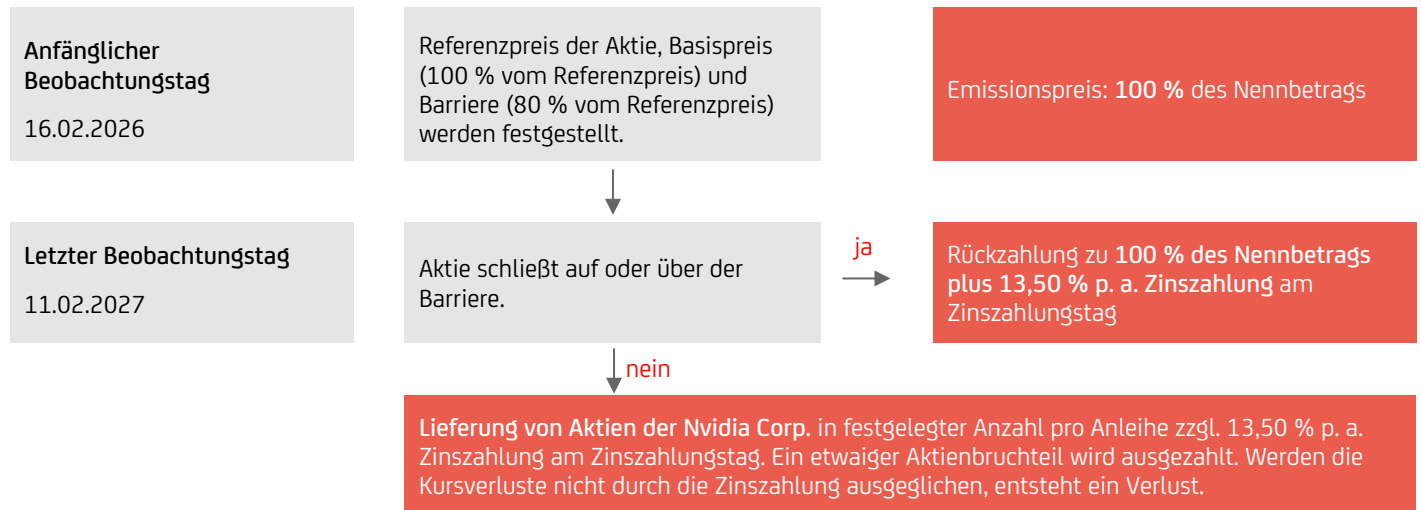 Anfänglicher
Beobachtungstag
16.02.2026
Referenzpreis der Aktie, Basispreis
(100 % vom Referenzpreis) und
Barriere (80 % vom Referenzpreis)
werden festgestellt.
Emissionspreis: 100 % des Nennbetrags
Letzter Beobachtungstag
11.02.2027
Aktie schließt auf oder über der
Barriere.
ja
Rückzahlung zu 100 % des Nennbetrags
plus 13,50 % p. a. Zinszahlung am
Zinszahlungstag
nein
Lieferung von Aktien der Nvidia Corp. in festgelegter Anzahl pro Anleihe zzgl. 13,50 % p. a.
Zinszahlung am Zinszahlungstag. Ein etwaiger Aktienbruchteil wird ausgezahlt. Werden die
Kursverluste nicht durch die Zinszahlung ausgeglichen, entsteht ein Verlust.